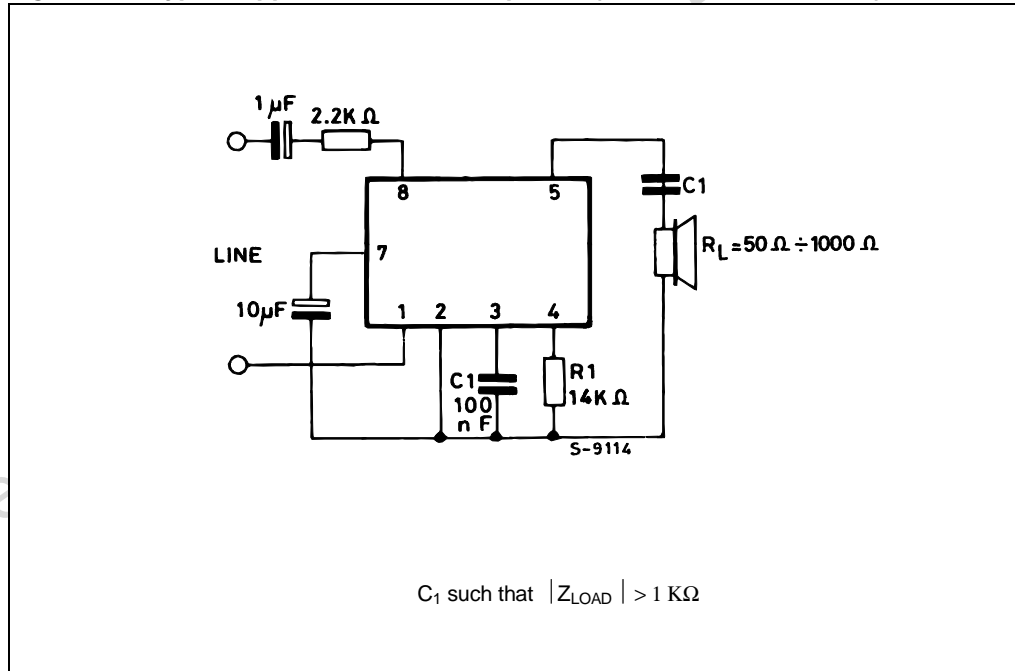 1 µF
2.2K Ω
8
5
C1
LINE
7
R_L=50 Ω ÷1000 Ω
10µF
1
2
3
4
C1
100
n F
R1
14K Ω
S-9114
C₁ such that |Z_LOAD| > 1 KΩ